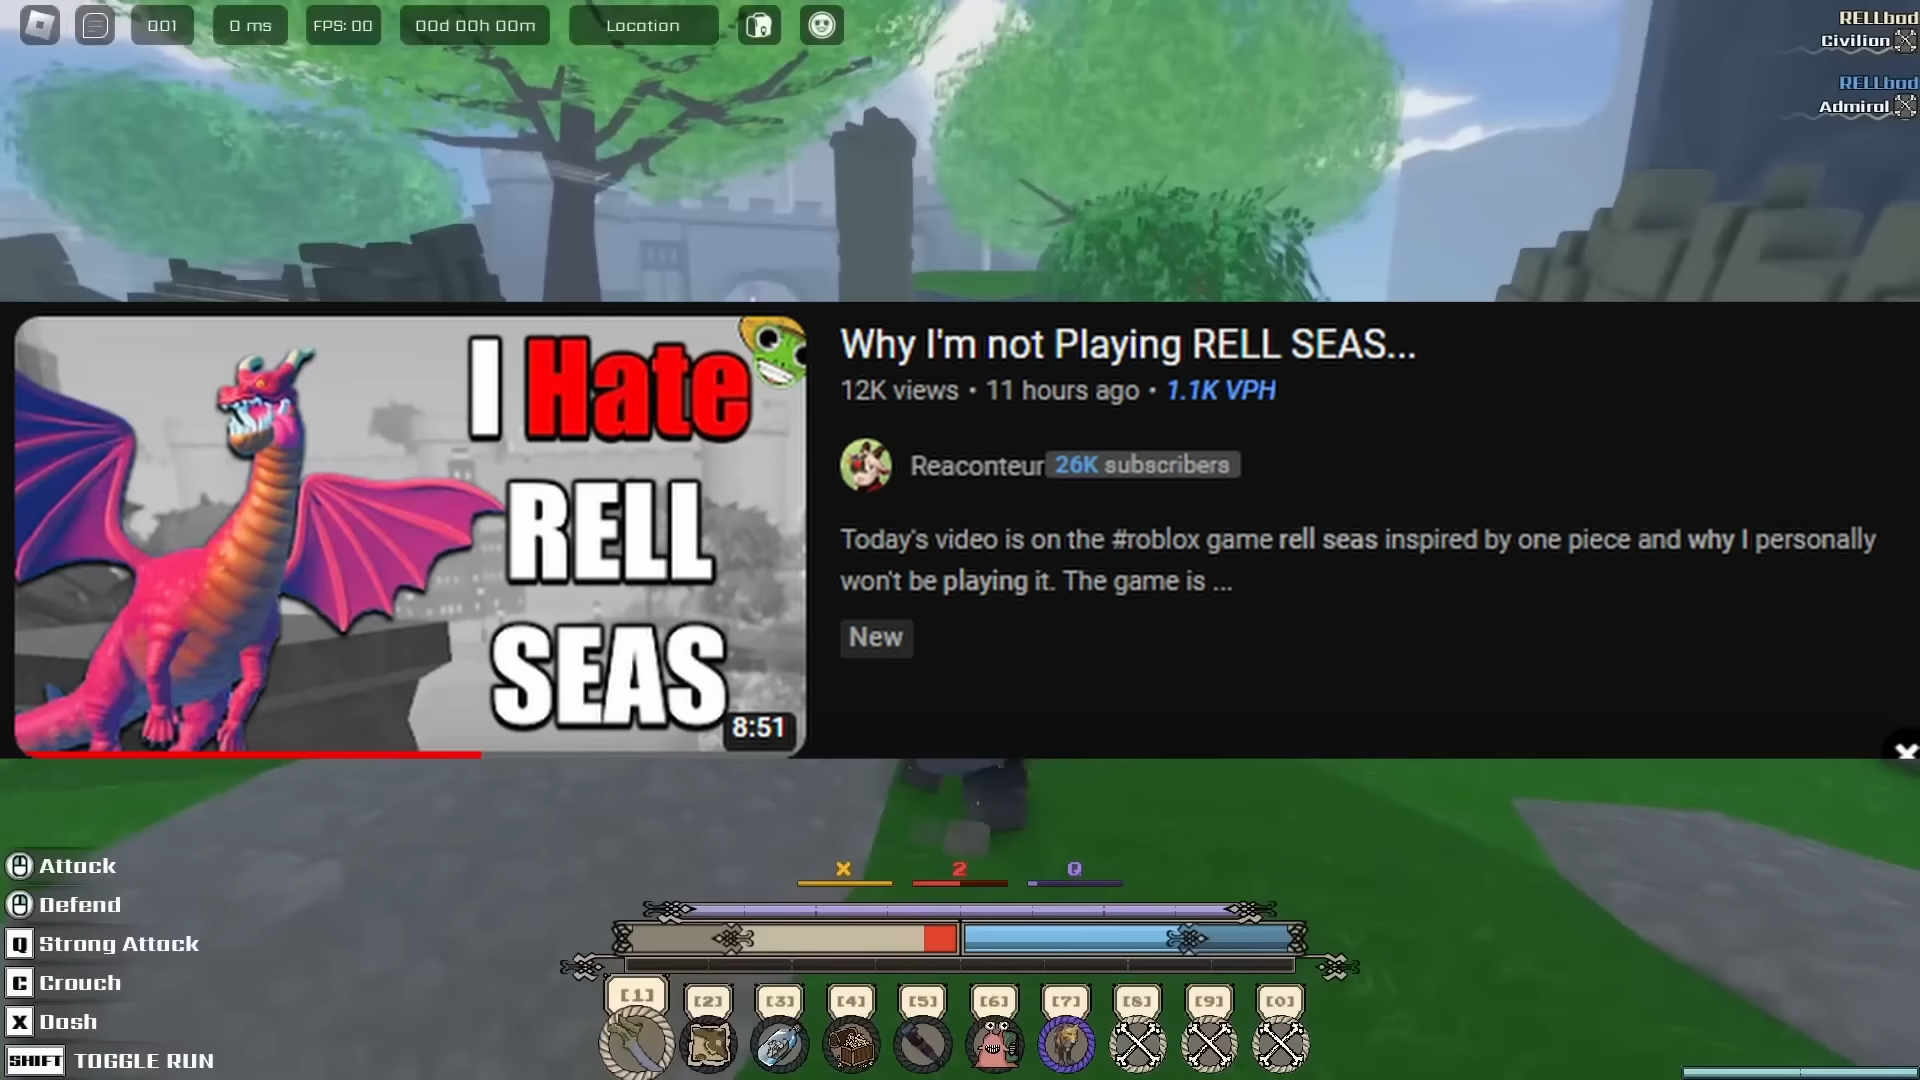 001
0 ms
FPS: 00
00d 00h 00m
Location
RELLbad
Civilian
RELLbad
Admiral
I Hate
RELL
SEAS
8:51
Why I'm not Playing RELL SEAS...
12K views • 11 hours ago • 1.1K VPH
Reaconteur 26K subscribers
Today's video is on the #roblox game rell seas inspired by one piece and why I personally
won't be playing it. The game is ...
New
Attack
Defend
Q Strong Attack
C Crouch
X Dash
SHIFT TOGGLE RUN
X 2 Q
[1] [2] [3] [4] [5] [6] [7] [8] [9] [0]